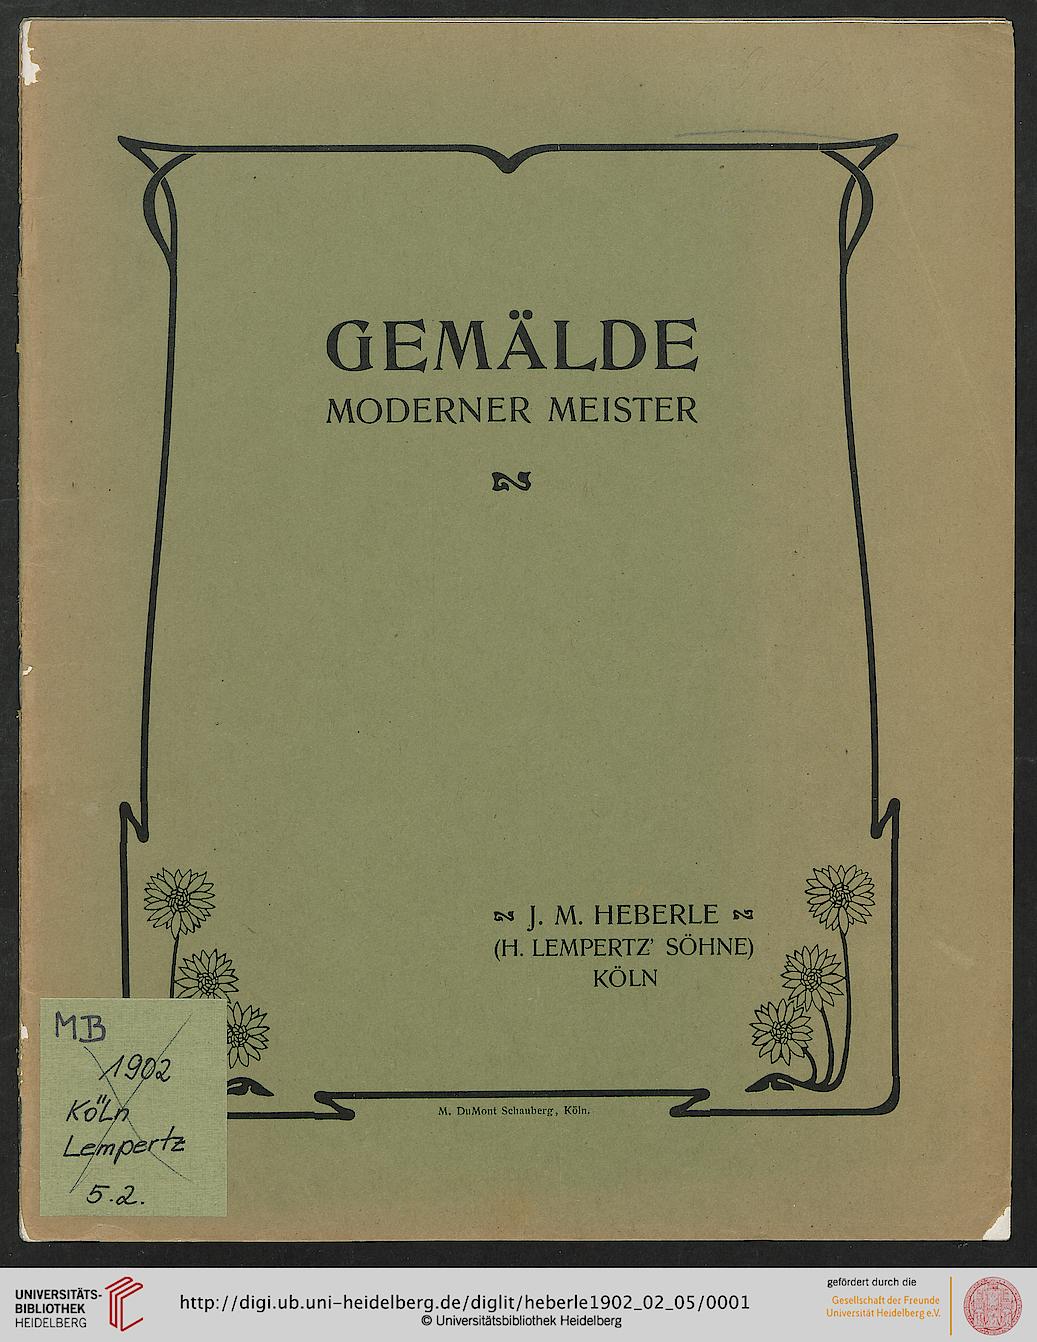 GEMÄLDE
MODERNER MEISTER
J. M. HEBERLE
(H. LEMPERTZ' SÖHNE)
KÖLN
M. DuMont Schauberg, Köln.
MB
1902
Köln
Lempertz
5.2.
UNIVERSITÄTS-
BIBLIOTHEK
HEIDELBERG
http://digi.ub.uni-heidelberg.de/diglit/heberle1902_02_05/0001
© Universitätsbibliothek Heidelberg
gefördert durch die
Gesellschaft der Freunde
Universität Heidelberg e.V.